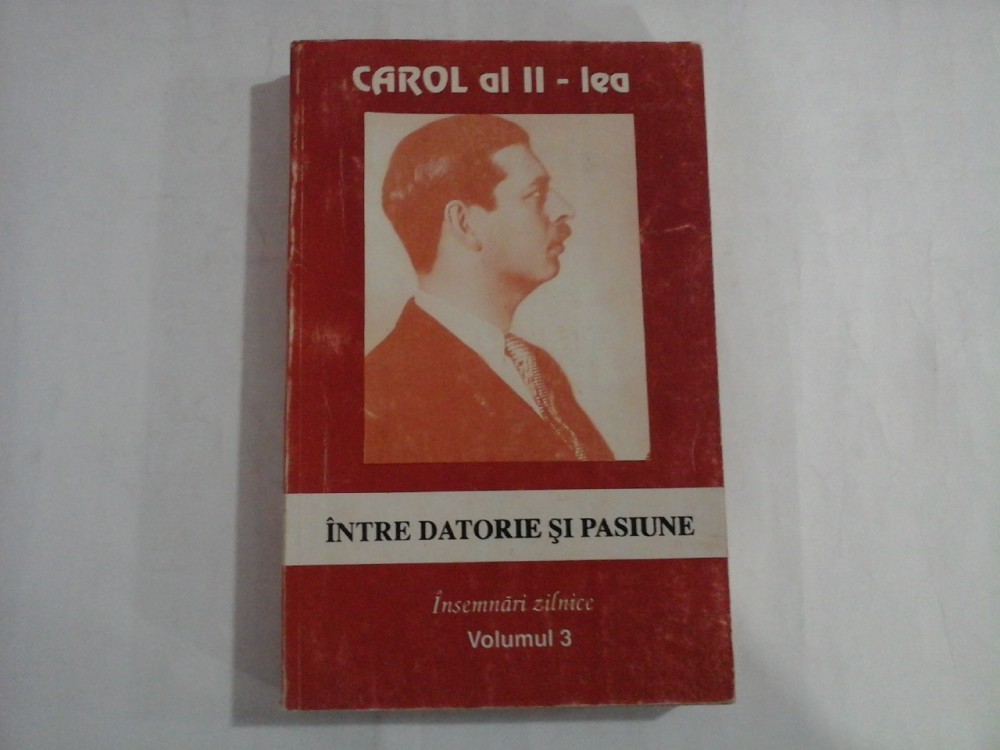 CAROL al II - lea
ÎNTRE DATORIE ŞI PASIUNE
Însemnări zilnice
Volumul 3